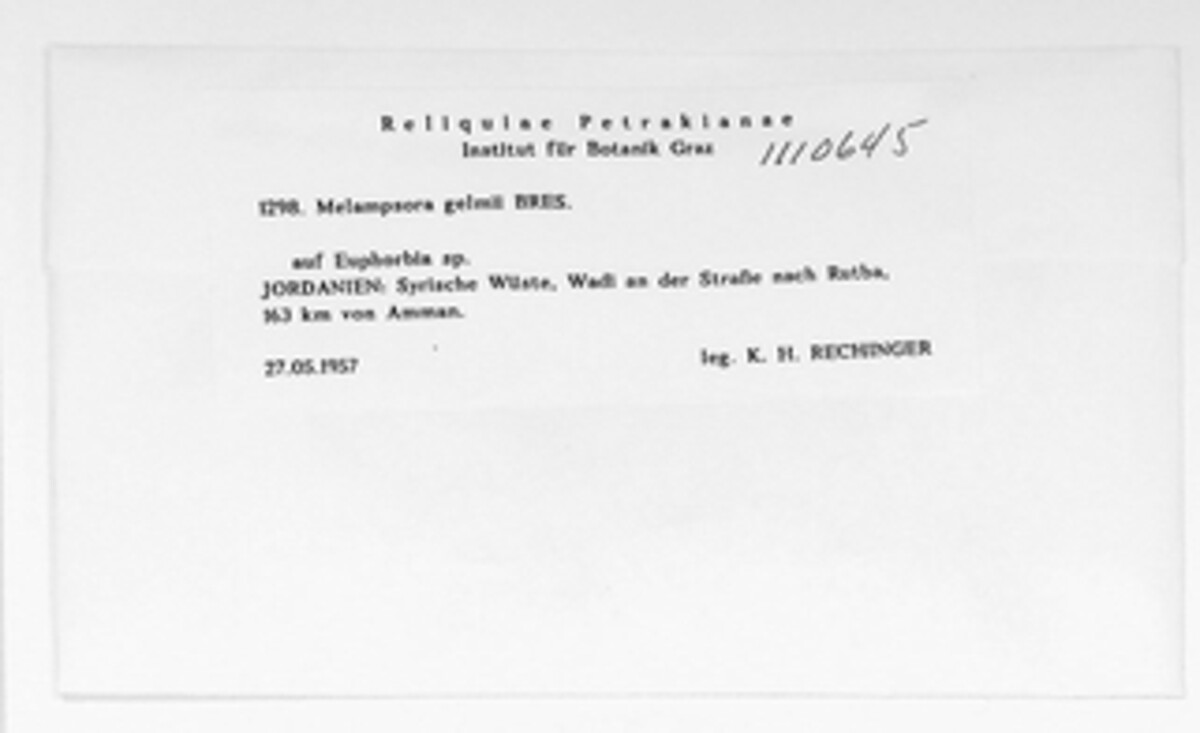 Reliquiae Petrakianae
Institut für Botanik Graz
1110645
1298. Melampsora gelmii BRES.
auf Euphorbia sp.
JORDANIEN: Syrische Wüste, Wadi an der Straße nach Rutba,
163 km von Amman.
27.05.1957
leg. K. H. RECHINGER